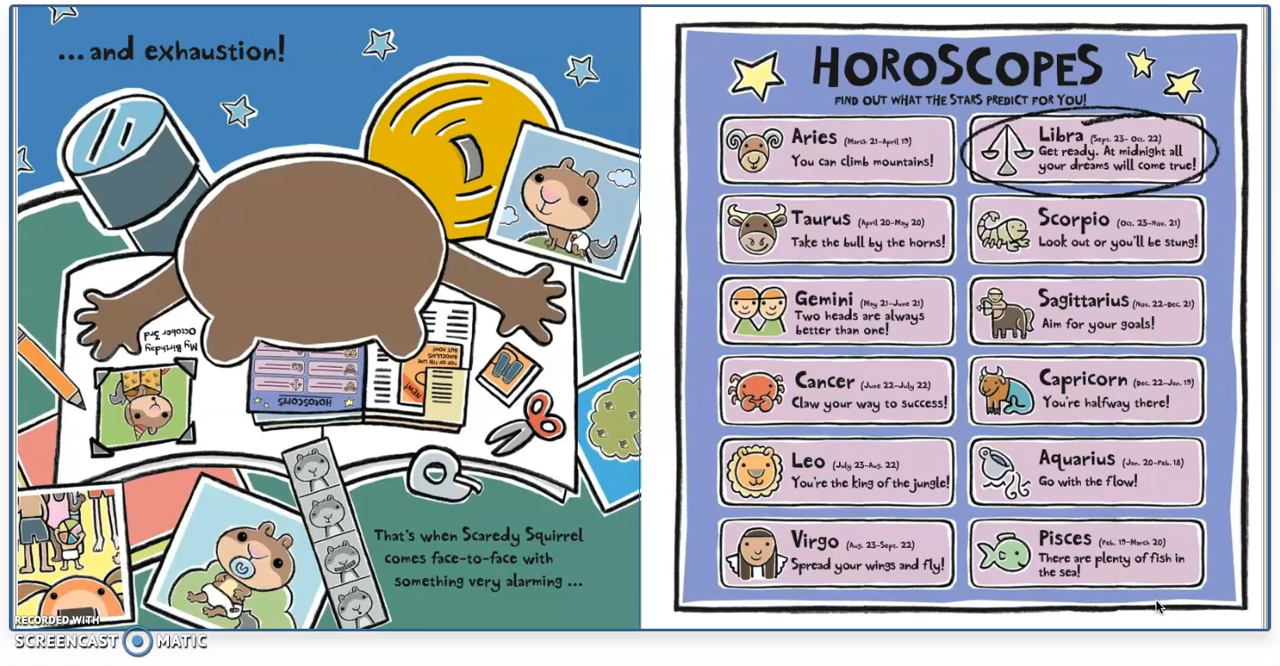 ...and exhaustion!
My Birthday
October 3rd
HOROSCOPES
NEW!
TOP OF THE LINE
BINOCULARS
BUY NOW!
That's when Scaredy Squirrel
comes face-to-face with
something very alarming ...
RECORDED WITH
SCREENCAST MATIC
HOROSCOPES
FIND OUT WHAT THE STARS PREDICT FOR YOU!
Aries (March 21-April 19)
You can climb mountains!
Taurus (April 20-May 20)
Take the bull by the horns!
Gemini (May 21-June 21)
Two heads are always
better than one!
Cancer (June 22-July 22)
Claw your way to success!
Leo (July 23-Aug. 22)
You're the king of the jungle!
Virgo (Aug. 23-Sept. 22)
Spread your wings and fly!
Libra (Sept. 23- Oct. 22)
Get ready. At midnight all
your dreams will come true!
Scorpio (Oct. 23-Nov. 21)
Look out or you'll be stung!
Sagittarius (Nov. 22-Dec. 21)
Aim for your goals!
Capricorn (Dec. 22-Jan. 19)
You're halfway there!
Aquarius (Jan. 20-Feb. 18)
Go with the flow!
Pisces (Feb. 19-March 20)
There are plenty of fish in
the sea!